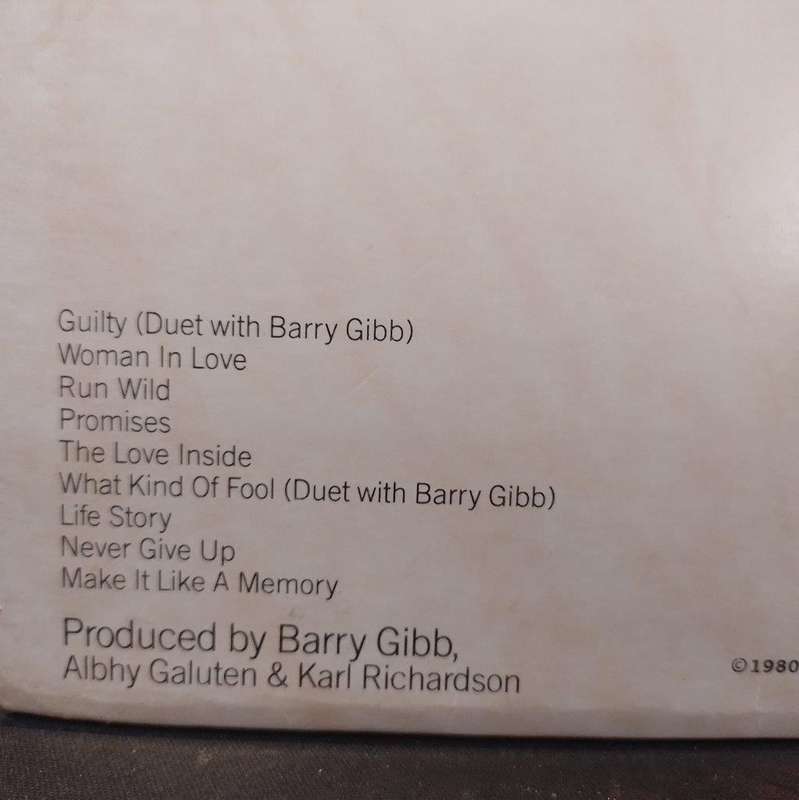 Guilty (Duet with Barry Gibb)
Woman In Love
Run Wild
Promises
The Love Inside
What Kind Of Fool (Duet with Barry Gibb)
Life Story
Never Give Up
Make It Like A Memory
Produced by Barry Gibb,
Albhy Galuten & Karl Richardson
©1980